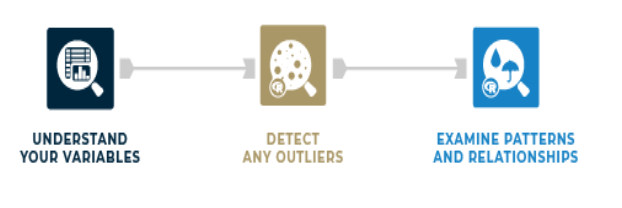 UNDERSTAND
YOUR VARIABLES
DETECT
ANY OUTLIERS
EXAMINE PATTERNS
AND RELATIONSHIPS